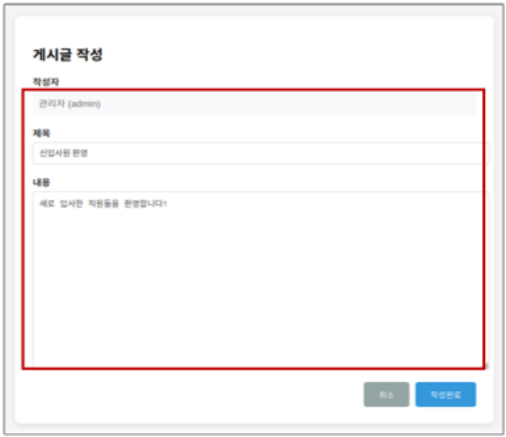 게시글 작성
작성자
관리자 (admin)
제목
신입사원 환영
내용
새로 입사한 직원들을 환영합니다!
취소
작성완료